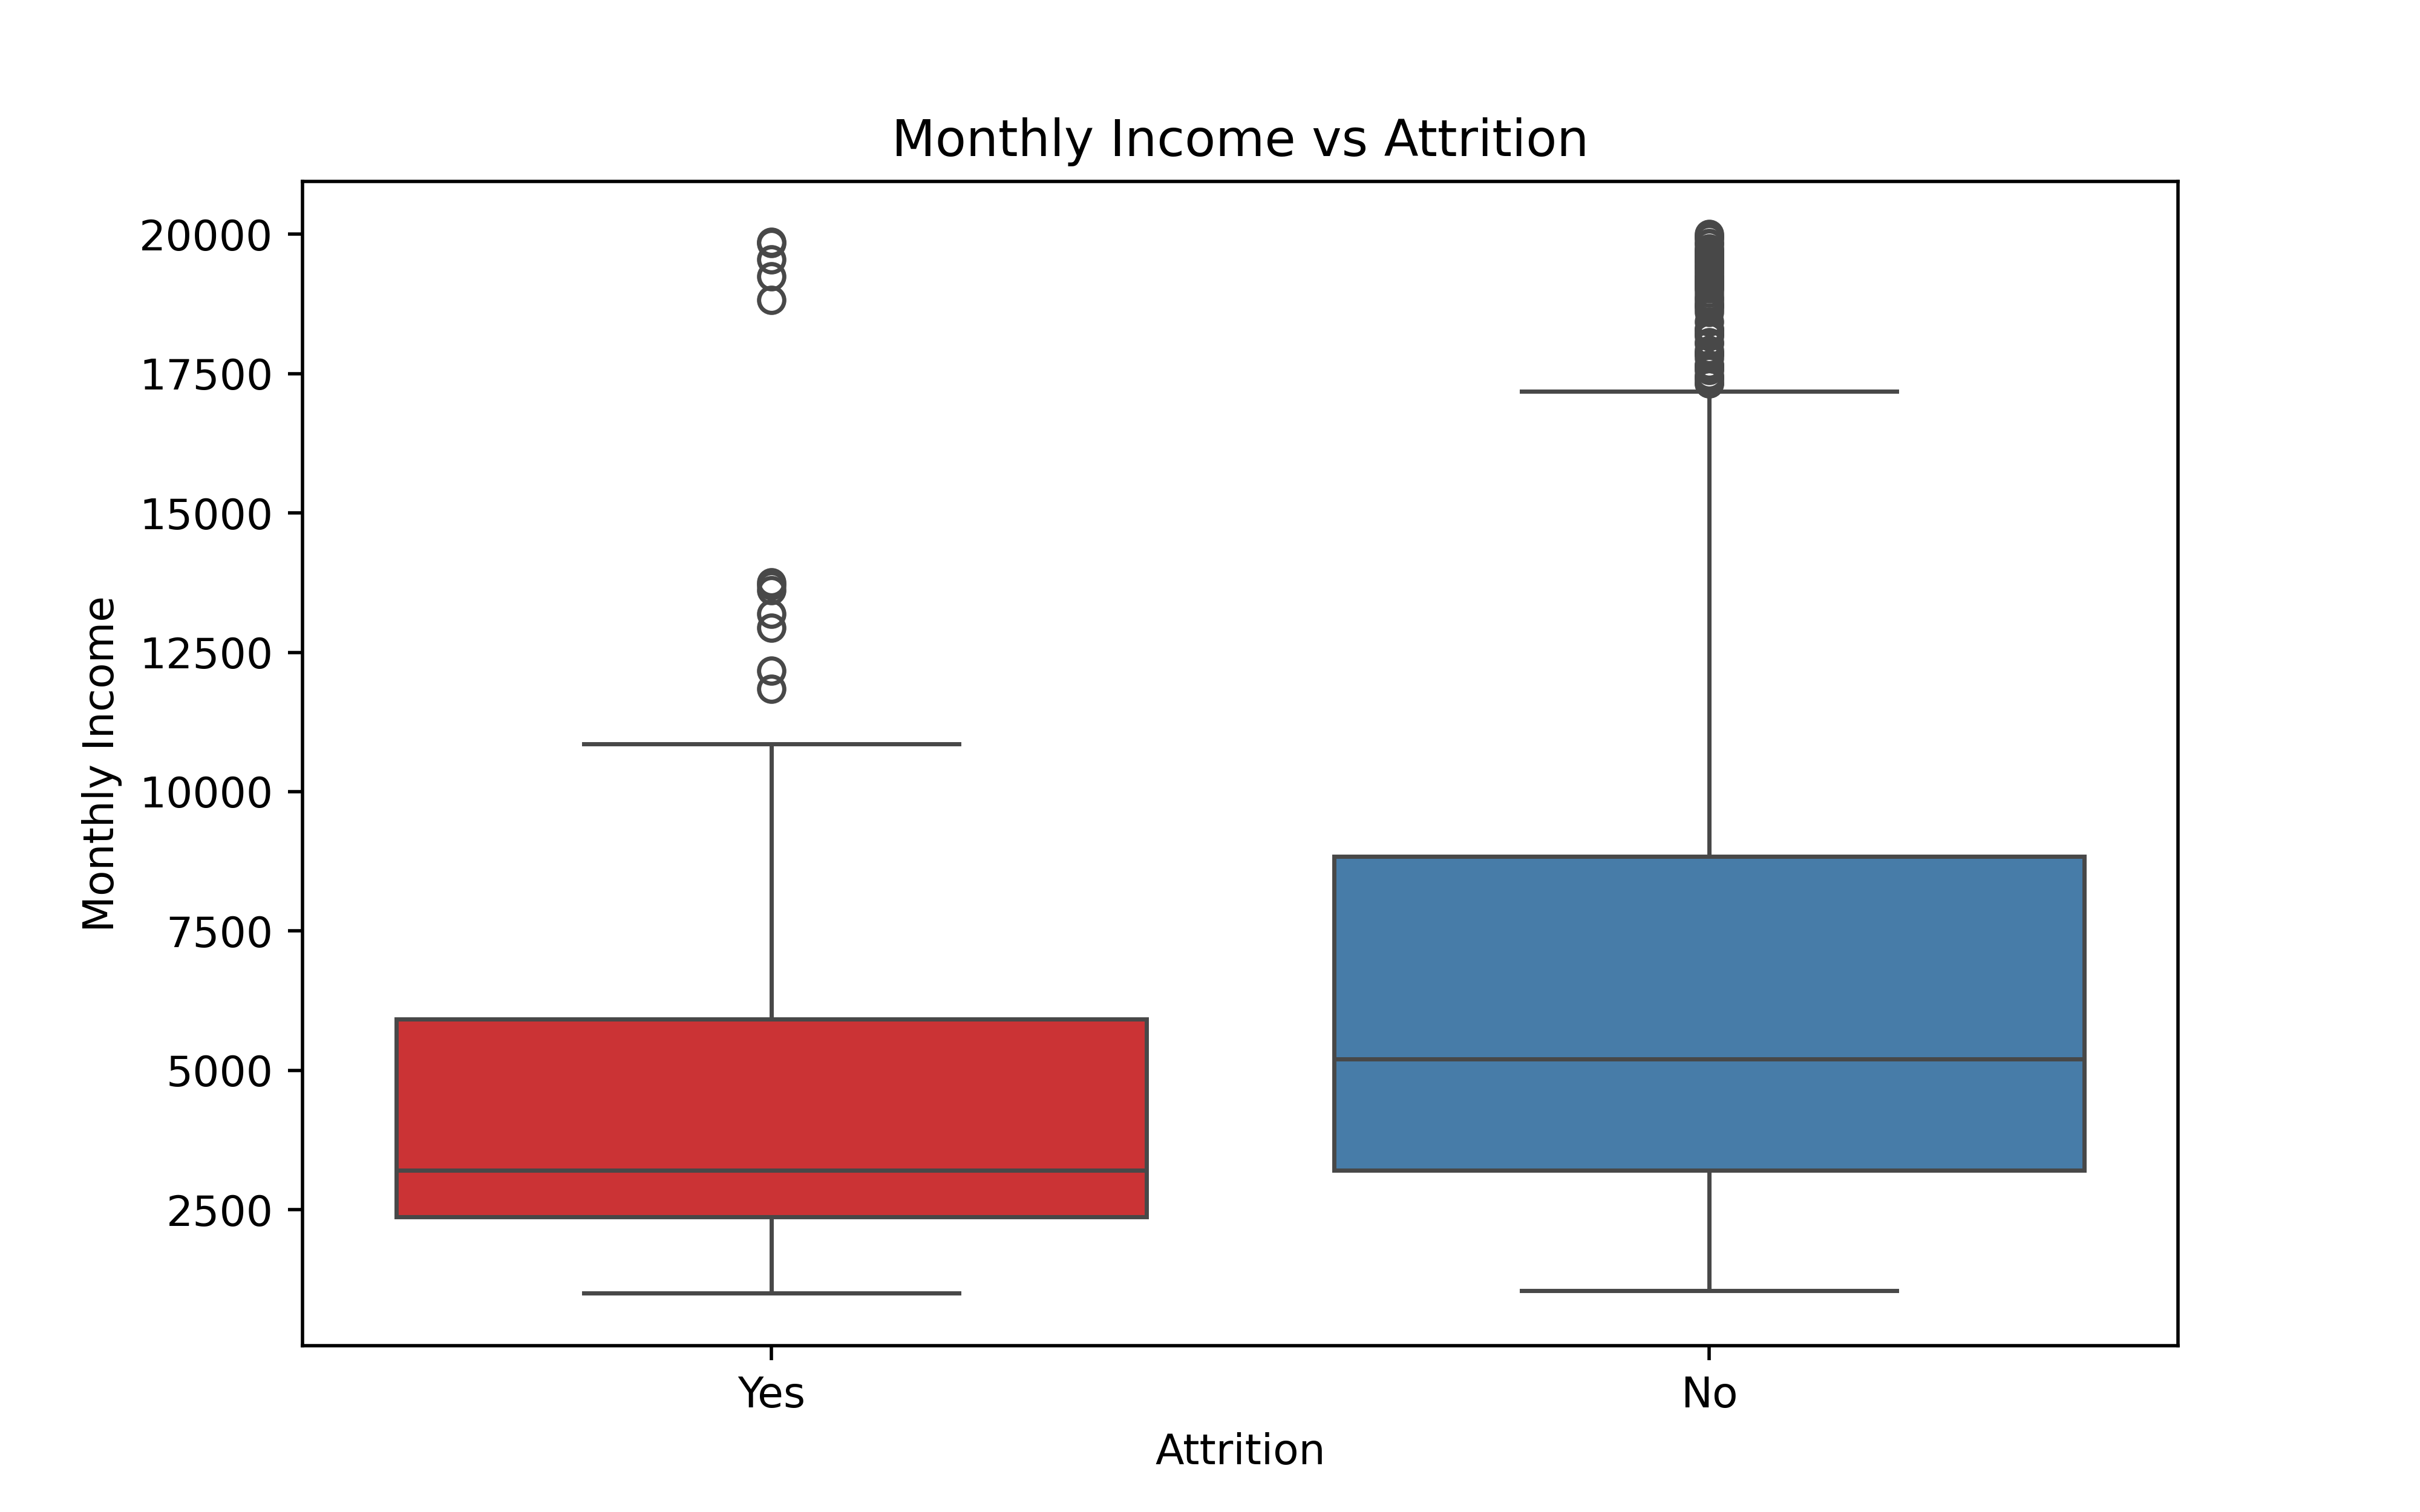 Monthly Income vs Attrition
20000
17500
15000
12500
10000
7500
5000
2500
Monthly Income
Yes
No
Attrition